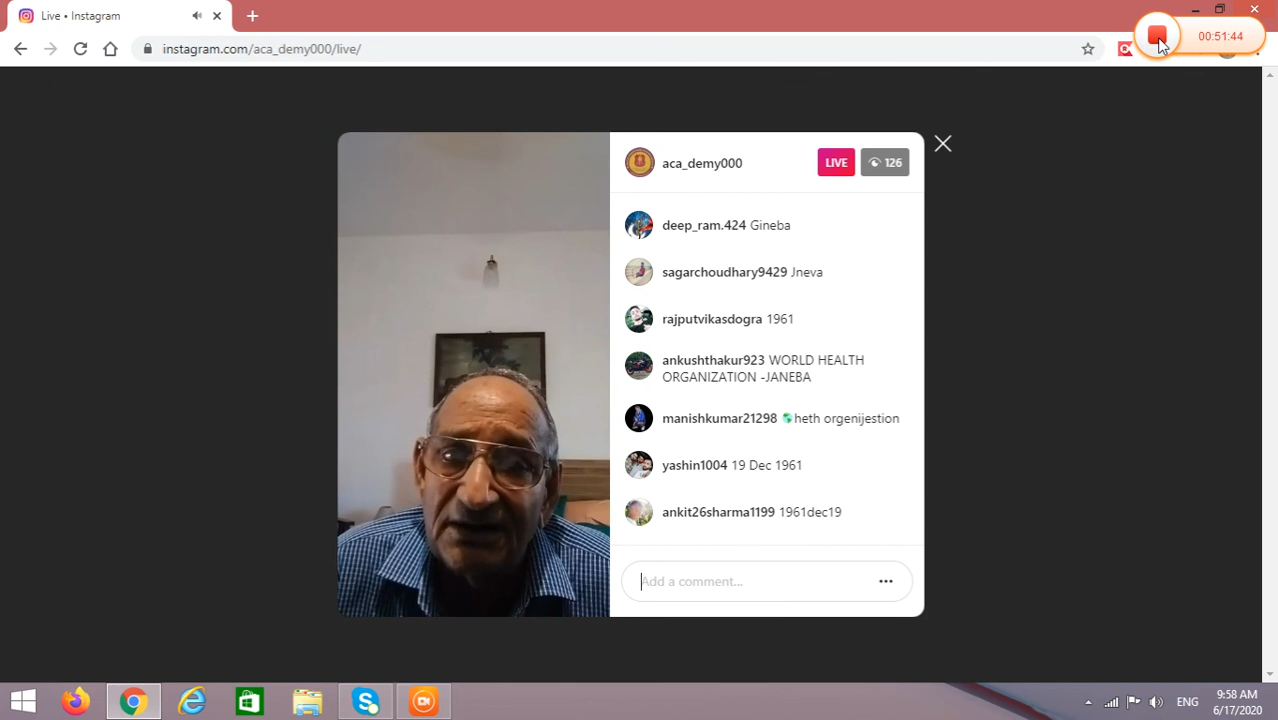 Live • Instagram
instagram.com/aca_demy000/live/
00:51:44
aca_demy000 LIVE 126
deep_ram.424 Gineba
sagarchoudhary9429 Jneva
rajputvikasdogra 1961
ankushthakur923 WORLD HEALTH
ORGANIZATION -JANEBA
manishkumar21298 🌎heth orgenijestion
yashin1004 19 Dec 1961
ankit26sharma1199 1961dec19
Add a comment...
ENG
9:58 AM
6/17/2020